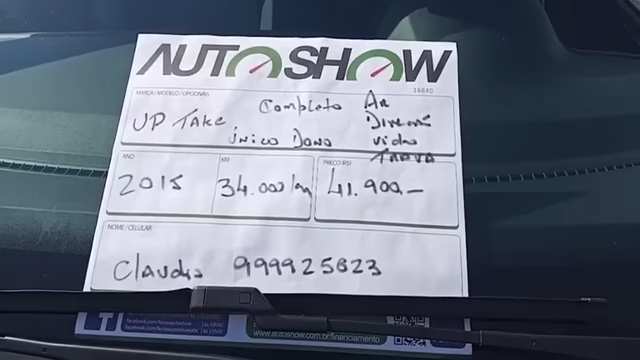 AUTOSHOW
16640
MARCA / MODELO / OPCIONAIS
UP TAKE Completo Ar
Único Dono Direção
Vidro
TRAVA
ANO KM PREÇO (R$)
2015 34.000 km 41.900,-
NOME / CELULAR
Claudio 999925823
www.autoshow.com.br/financiamento